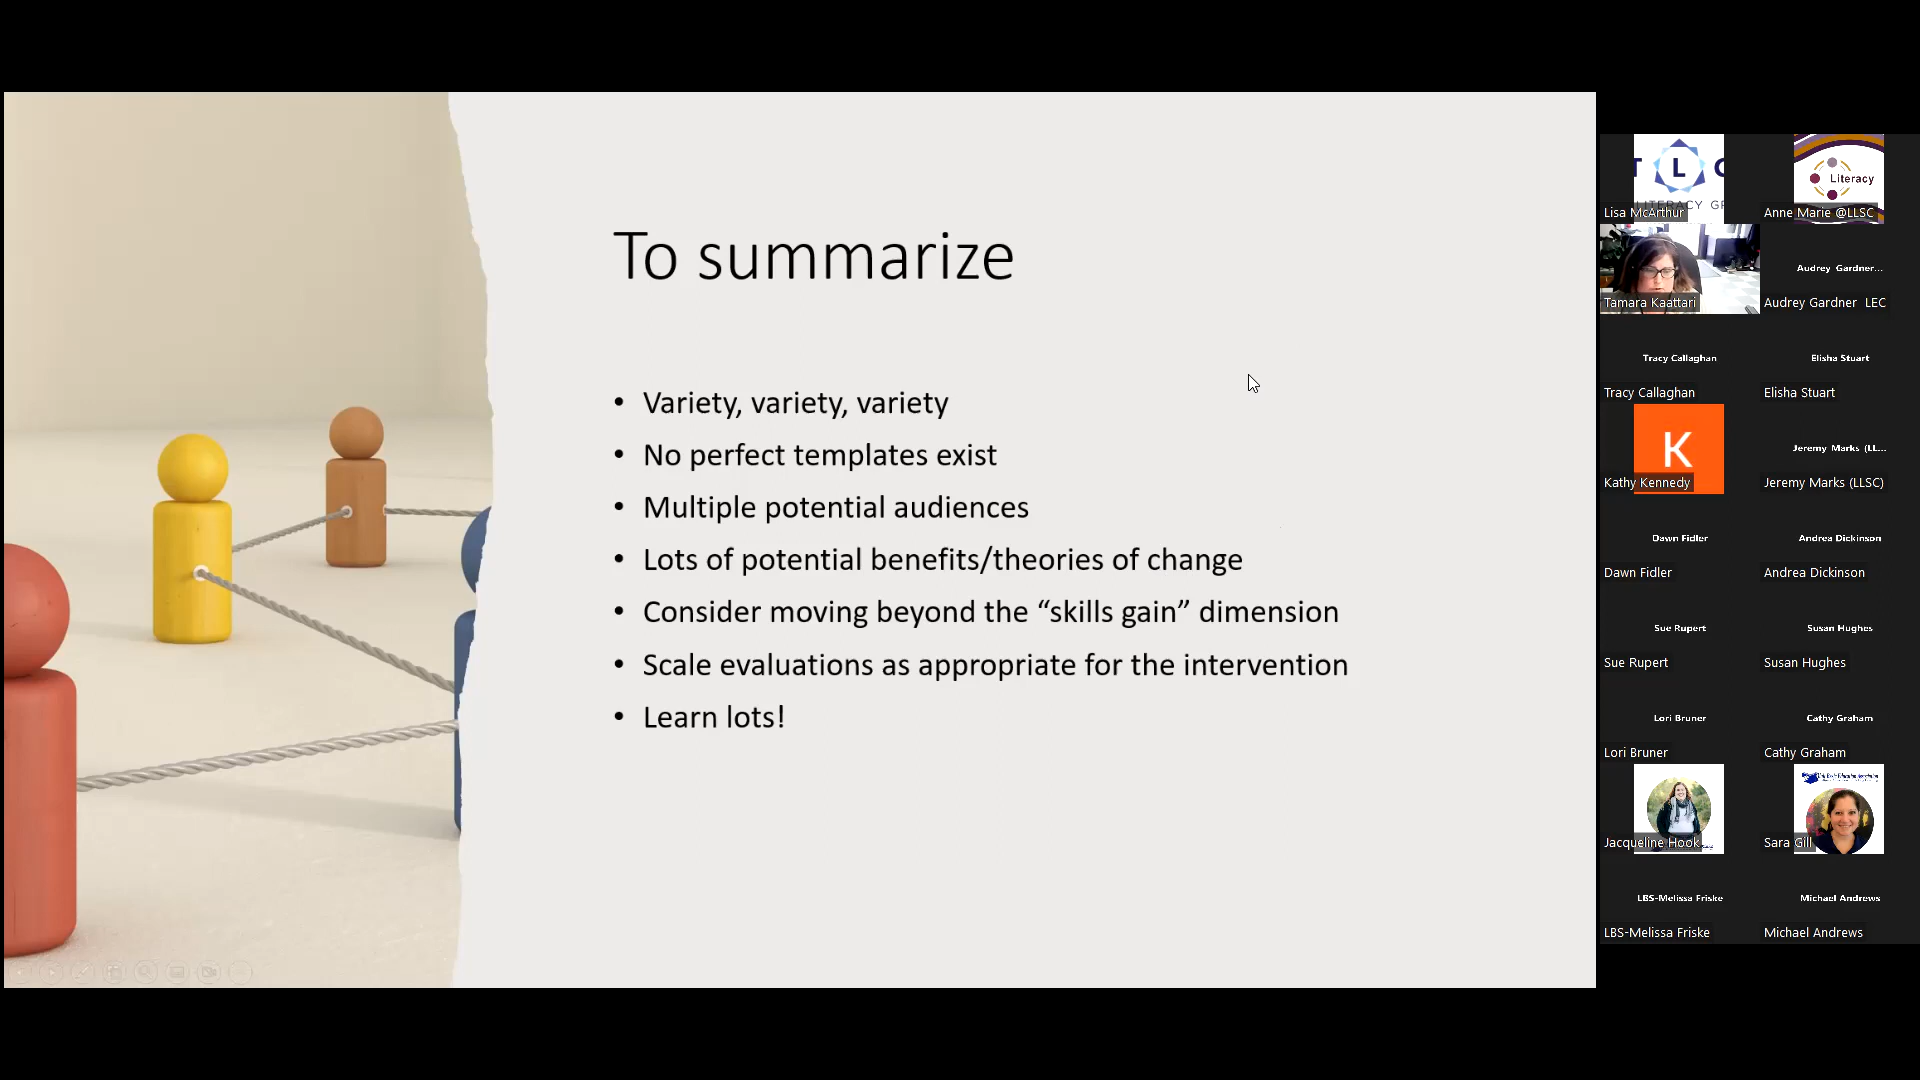 To summarize
• Variety, variety, variety
• No perfect templates exist
• Multiple potential audiences
• Lots of potential benefits/theories of change
• Consider moving beyond the “skills gain” dimension
• Scale evaluations as appropriate for the intervention
• Learn lots!
T L C
LITERACY GR
Lisa McArthur
Literacy
Anne Marie @LLSC
Tamara Kaattari
Audrey Gardner...
Audrey Gardner LEC
Tracy Callaghan
Tracy Callaghan
Elisha Stuart
Elisha Stuart
K
Kathy Kennedy
Jeremy Marks (LL...
Jeremy Marks (LLSC)
Dawn Fidler
Dawn Fidler
Andrea Dickinson
Andrea Dickinson
Sue Rupert
Sue Rupert
Susan Hughes
Susan Hughes
Lori Bruner
Lori Bruner
Cathy Graham
Cathy Graham
Jacqueline Hook
Sara Gill
LBS-Melissa Friske
LBS-Melissa Friske
Michael Andrews
Michael Andrews